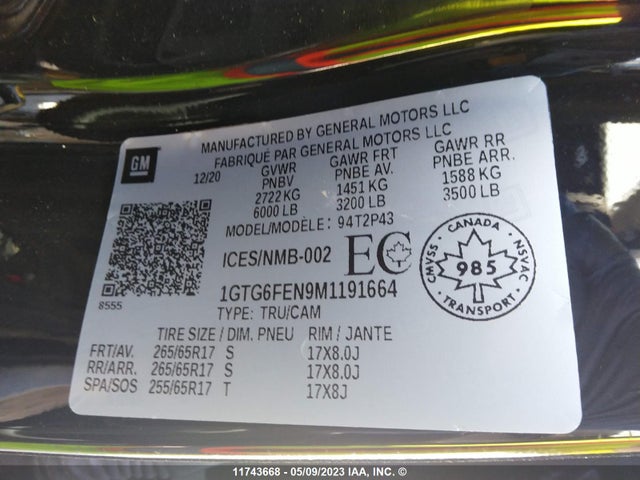 MANUFACTURED BY GENERAL MOTORS LLC
FABRIQUÉ PAR GENERAL MOTORS LLC
GM
12/20
GVWR
PNBV
2722 KG
6000 LB
GAWR FRT
PNBE AV.
1451 KG
3200 LB
GAWR RR
PNBE ARR.
1588 KG
3500 LB
MODEL/MODÈLE: 94T2P43
ICES/NMB-002
EC
CANADA
CMVSS
985
NSVAC
• TRANSPORT •
8555
1GTG6FEN9M1191664
TYPE: TRU/CAM
TIRE SIZE / DIM. PNEU RIM / JANTE
FRT/AV. 265/65R17 S 17X8.0J
RR/ARR. 265/65R17 S 17X8.0J
SPA/SOS 255/65R17 T 17X8J
11743668 - 05/09/2023 IAA, INC. ©